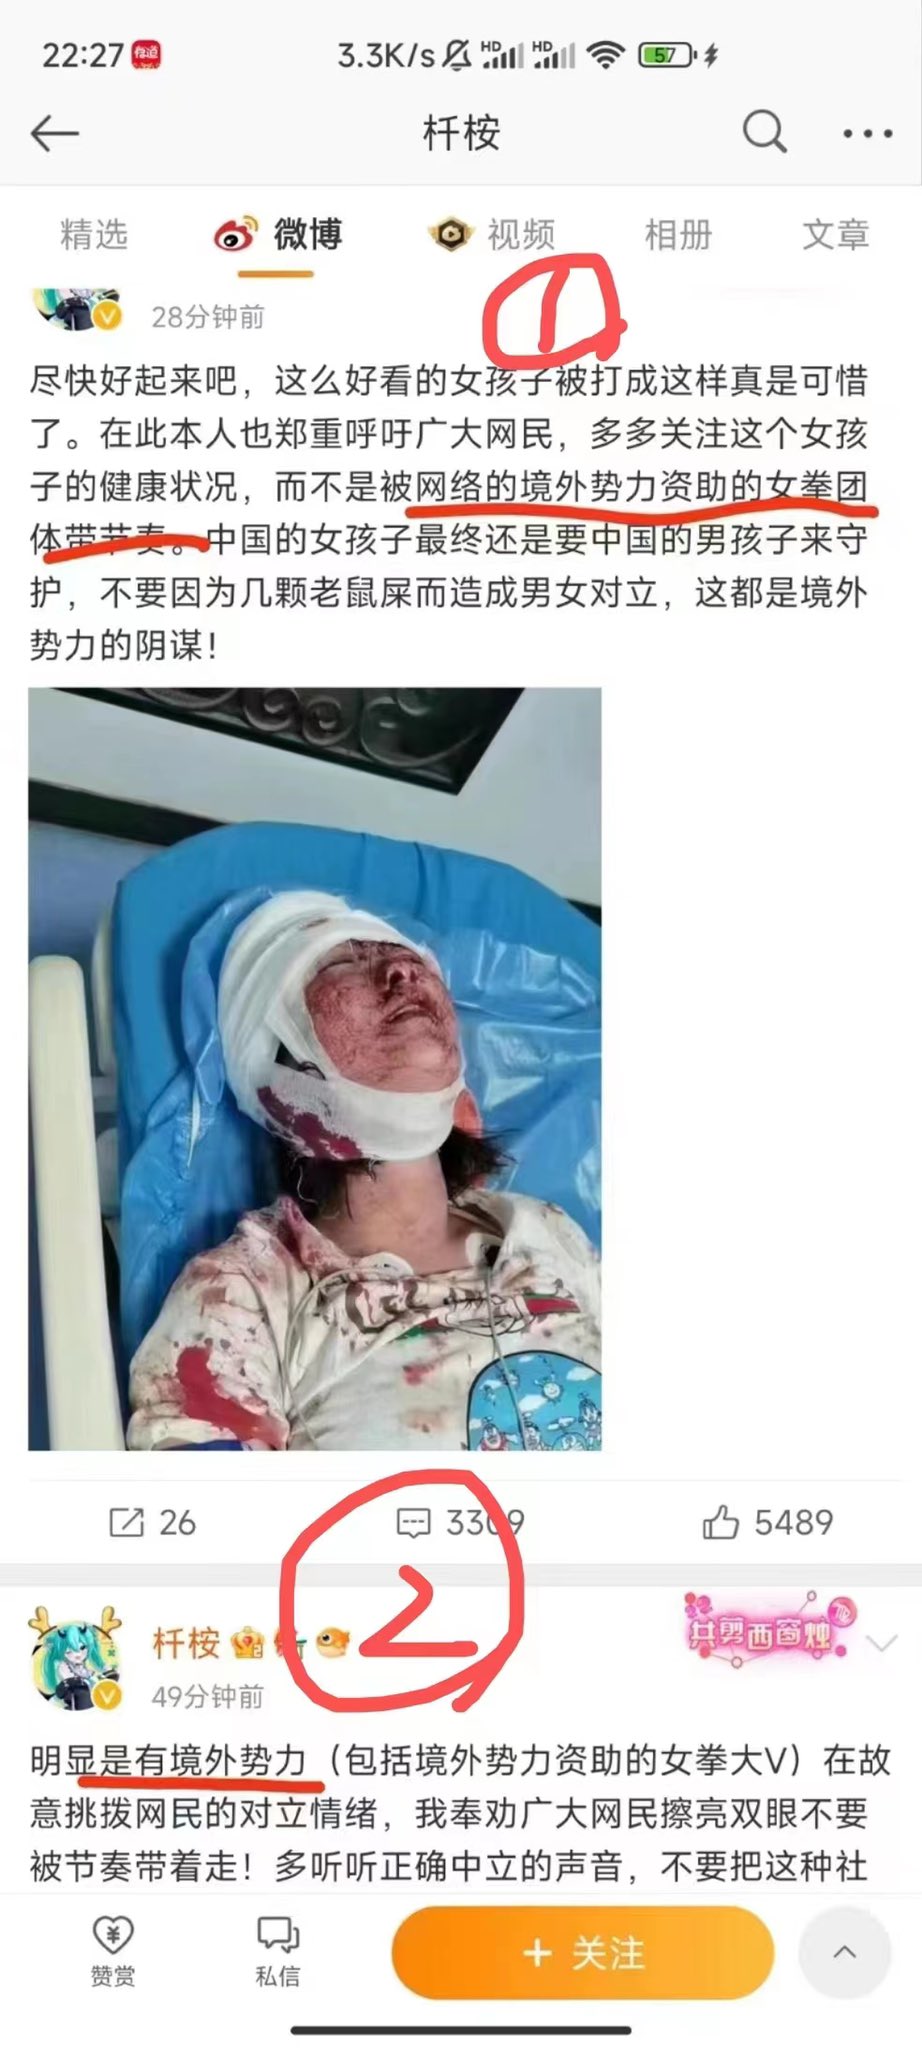 22:27 有道 3.3K/s HD HD 57
杆桉
精选 微博 视频 相册 文章
1
28分钟前
尽快好起来吧，这么好看的女孩子被打成这样真是可惜
了。在此本人也郑重呼吁广大网民，多多关注这个女孩
子的健康状况，而不是被网络的境外势力资助的女拳团
体带节奏。中国的女孩子最终还是要中国的男孩子来守
护，不要因为几颗老鼠屎而造成男女对立，这都是境外
势力的阴谋！
26 3309 5489
2
杆桉
共剪西窗烛
49分钟前
明显是有境外势力（包括境外势力资助的女拳大V）在故
意挑拨网民的对立情绪，我奉劝广大网民擦亮双眼不要
被节奏带着走！多听听正确中立的声音，不要把这种社
赞赏 私信 + 关注